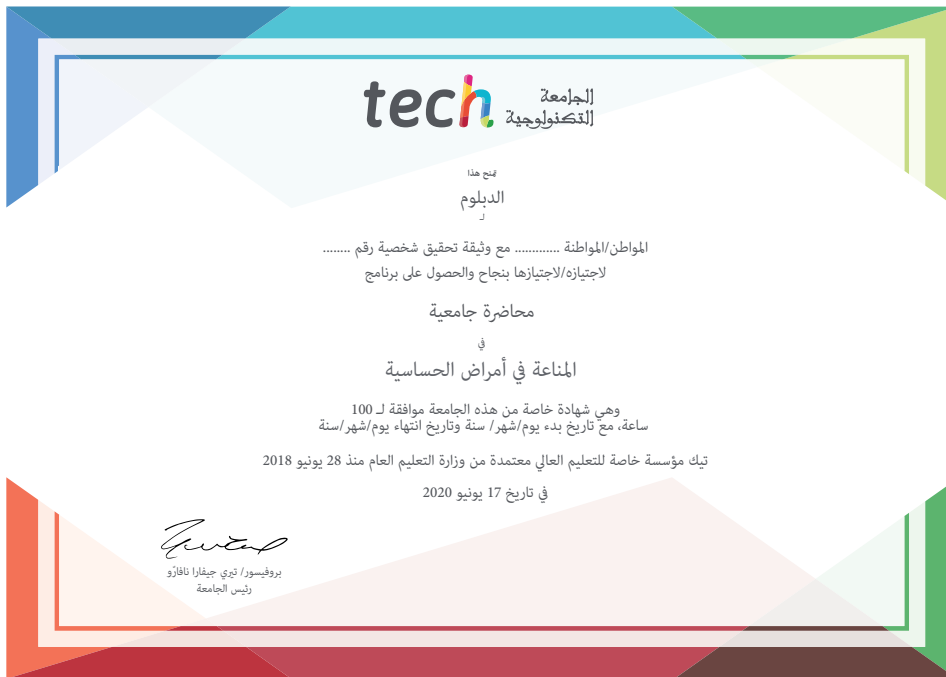 tech الجامعة
التكنولوجية
يمنح هذا
الدبلوم
لـ
المواطن/المواطنة ............. مع وثيقة تحقيق شخصية رقم ........
لاجتيازه/لاجتيازها بنجاح والحصول على برنامج
محاضرة جامعية
في
المناعة في أمراض الحساسية
وهي شهادة خاصة من هذه الجامعة موافقة لـ 100
ساعة، مع تاريخ بدء يوم/شهر/ سنة وتاريخ انتهاء يوم/شهر/سنة
تيك مؤسسة خاصة للتعليم العالي معتمدة من وزارة التعليم العام منذ 28 يونيو 2018
في تاريخ 17 يونيو 2020
بروفيسور/ تيري جيفارا نافارّو
رئيس الجامعة